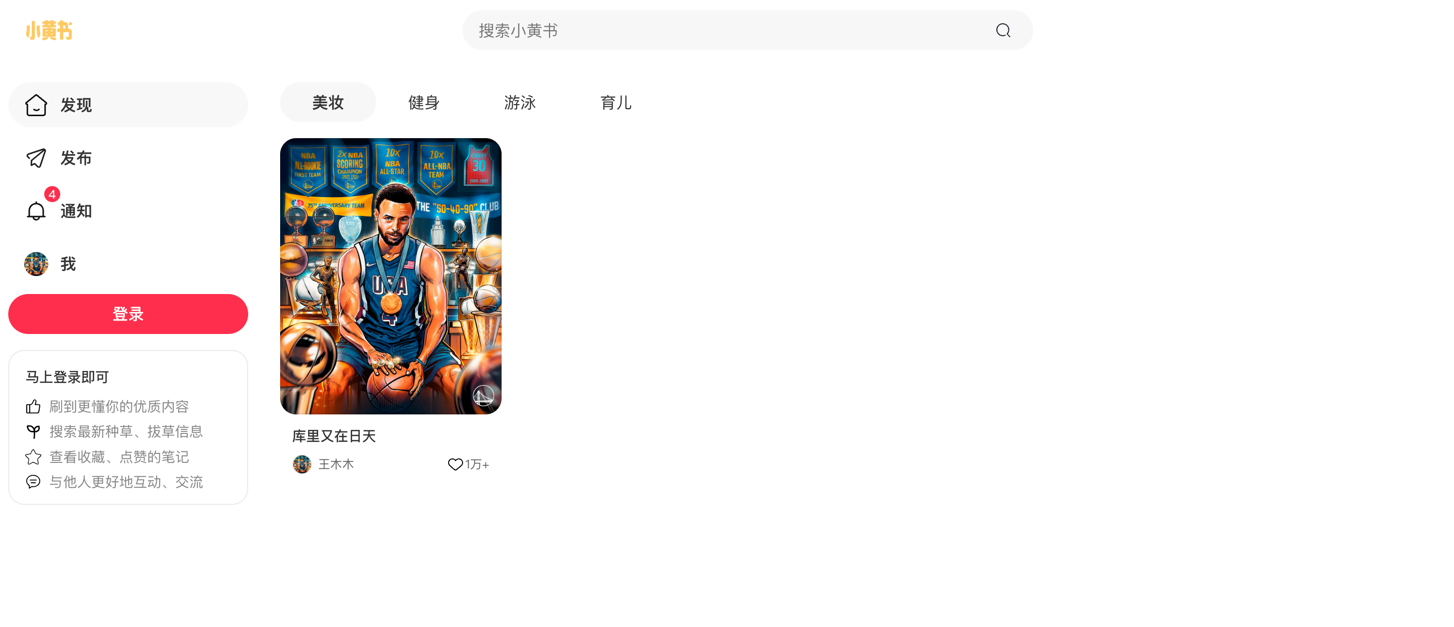 小黄书
搜索小黄书
发现
发布
4
通知
我
登录
马上登录即可
刷到更懂你的优质内容
搜索最新种草、拔草信息
查看收藏、点赞的笔记
与他人更好地互动、交流
美妆 健身 游泳 育儿
NBA
ALL-ROOKIE
FIRST TEAM
2X NBA
SCORING
CHAMPION
10X
NBA
ALL-STAR
10X
ALL-NBA
TEAM
30
75TH ANNIVERSARY TEAM
THE "50-40-90" CLUB
USA
4
库里又在日天
王木木
1万+